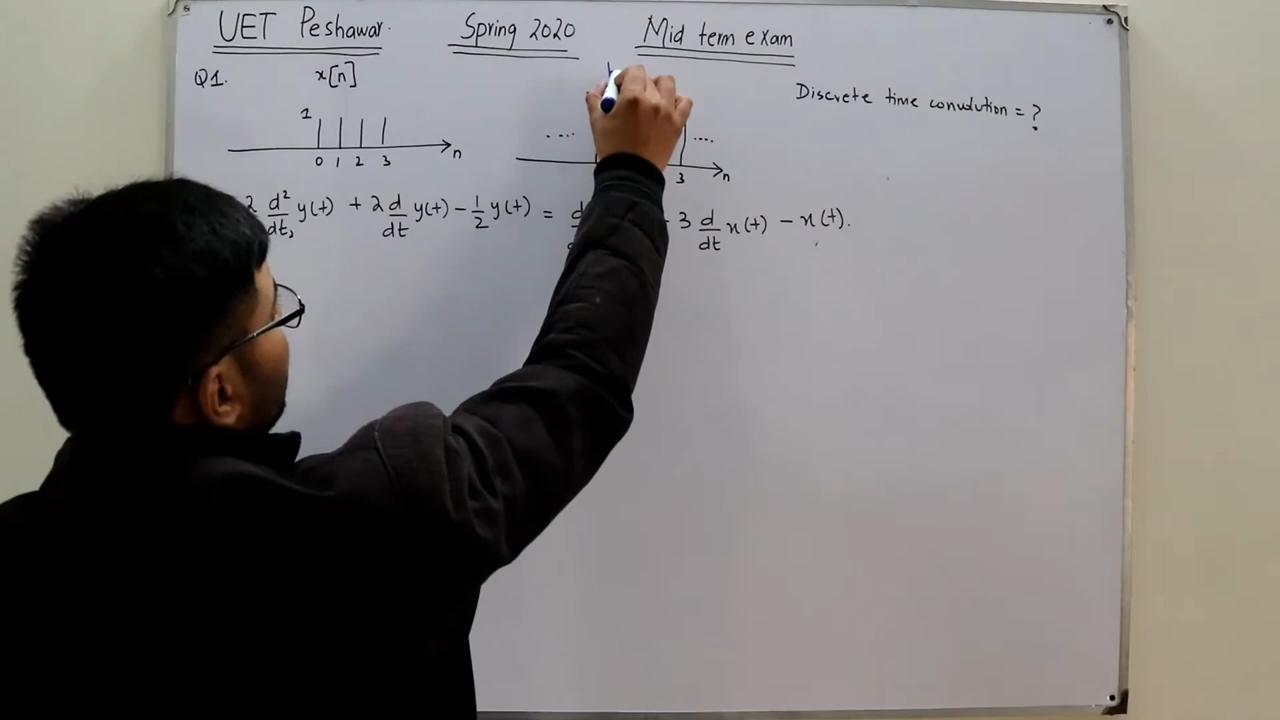 UET Peshawar. Spring 2020 Mid term exam
Q1. x[n]
Discrete time convolution = ?
1
.... ....
0 1 2 3 n 3 n
2 d²/dt² y(t) + 2 d/dt y(t) - 1/2 y(t) = 3 d/dt x(t) - x(t).